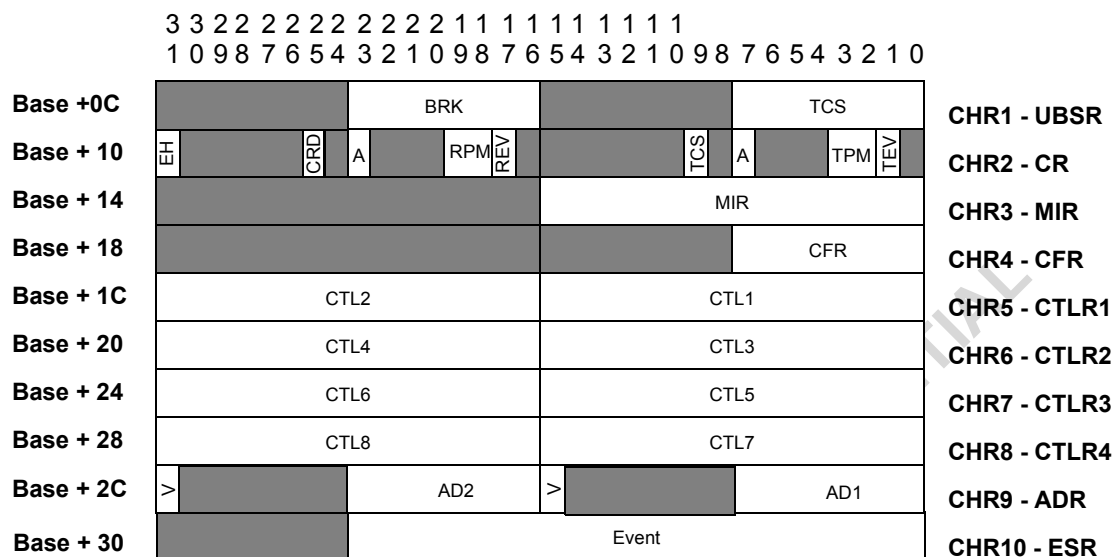 3 3 2 2 2 2 2 2 2 2 2 2 1 1 1 1 1 1 1 1 1 1
1 0 9 8 7 6 5 4 3 2 1 0 9 8 7 6 5 4 3 2 1 0 9 8 7 6 5 4 3 2 1 0
Base +0C BRK TCS CHR1 - UBSR
Base + 10 EH CRD A RPM REV TCS A TPM TEV CHR2 - CR
Base + 14 MIR CHR3 - MIR
Base + 18 CFR CHR4 - CFR
Base + 1C CTL2 CTL1 CHR5 - CTLR1
Base + 20 CTL4 CTL3 CHR6 - CTLR2
Base + 24 CTL6 CTL5 CHR7 - CTLR3
Base + 28 CTL8 CTL7 CHR8 - CTLR4
Base + 2C V AD2 V AD1 CHR9 - ADR
Base + 30 Event CHR10 - ESR